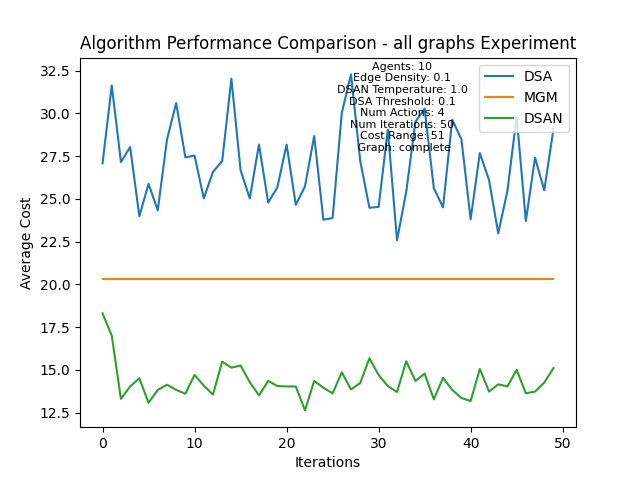 Algorithm Performance Comparison - all graphs Experiment
Agents: 10
Edge Density: 0.1
DSAN Temperature: 1.0
DSA Threshold: 0.1
Num Actions: 4
Num Iterations: 50
Cost Range: 51
Graph: complete
DSA
MGM
DSAN
32.5
30.0
27.5
25.0
22.5
20.0
17.5
15.0
12.5
Average Cost
0
10
20
30
40
50
Iterations